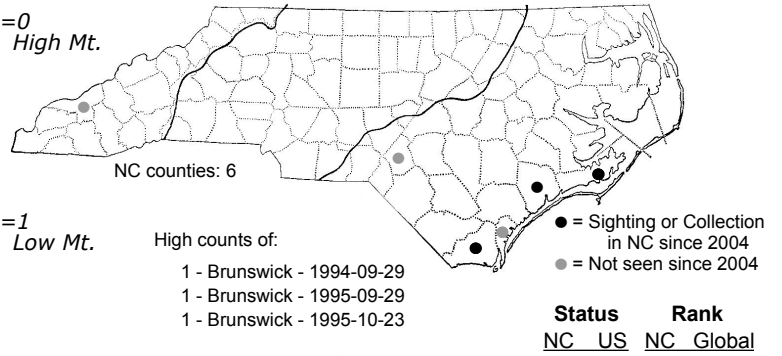 =0
High Mt.
NC counties: 6
=1
Low Mt.
High counts of:
1 - Brunswick - 1994-09-29
1 - Brunswick - 1995-09-29
1 - Brunswick - 1995-10-23
= Sighting or Collection
in NC since 2004
= Not seen since 2004
Status Rank
NC US NC Global